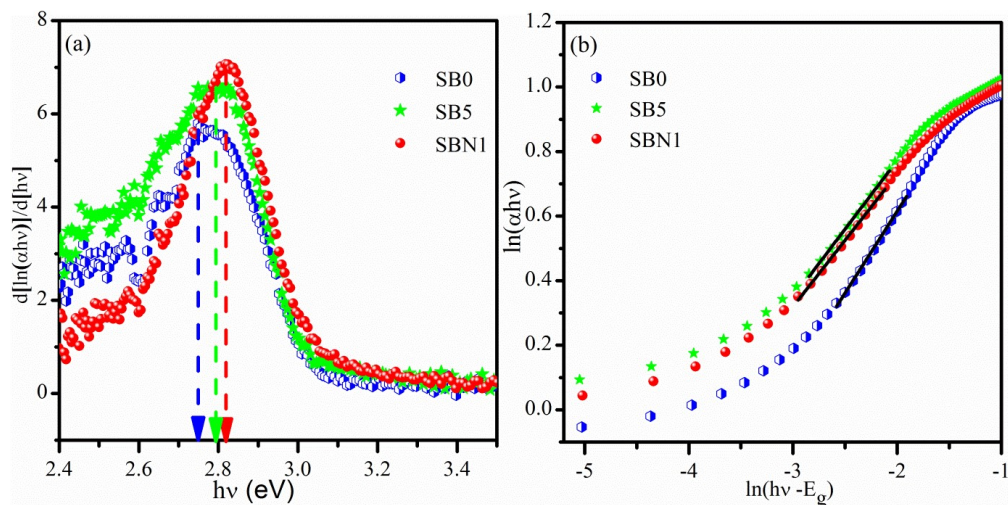 (a)
SB0
SB5
SBN1
d[ln(αhν)]/d[hν]
8
6
4
2
0
2.4 2.6 2.8 3.0 3.2 3.4
hν (eV)
(b)
SB0
SB5
SBN1
ln(αhν)
1.2
1.0
0.8
0.6
0.4
0.2
0.0
-5 -4 -3 -2 -1
ln(hν -Eg)